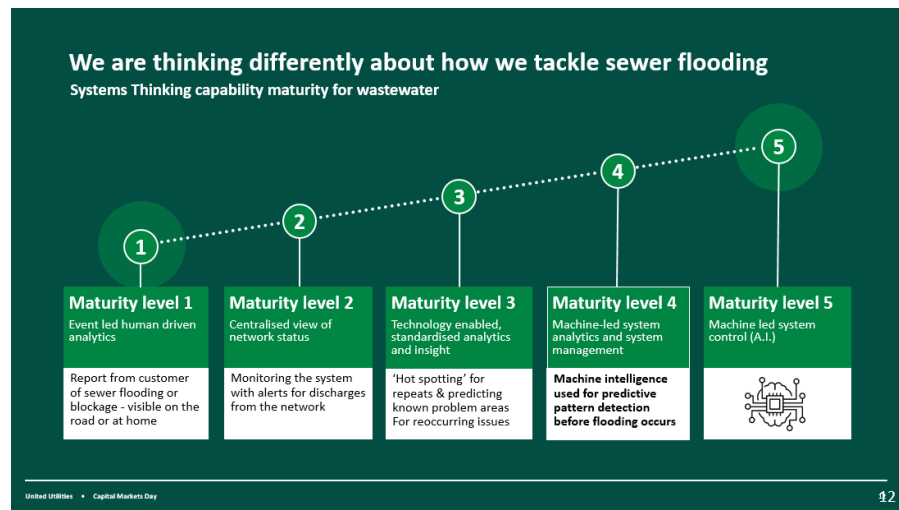 We are thinking differently about how we tackle sewer flooding
Systems Thinking capability maturity for wastewater
1
2
3
4
5
Maturity level 1
Event led human driven
analytics
Report from customer
of sewer flooding or
blockage - visible on the
road or at home
Maturity level 2
Centralised view of
network status
Monitoring the system
with alerts for discharges
from the network
Maturity level 3
Technology enabled,
standardised analytics
and insight
‘Hot spotting’ for
repeats & predicting
known problem areas
For reoccurring issues
Maturity level 4
Machine-led system
analytics and system
management
Machine intelligence
used for predictive
pattern detection
before flooding occurs
Maturity level 5
Machine led system
control (A.I.)
United Utilities • Capital Markets Day